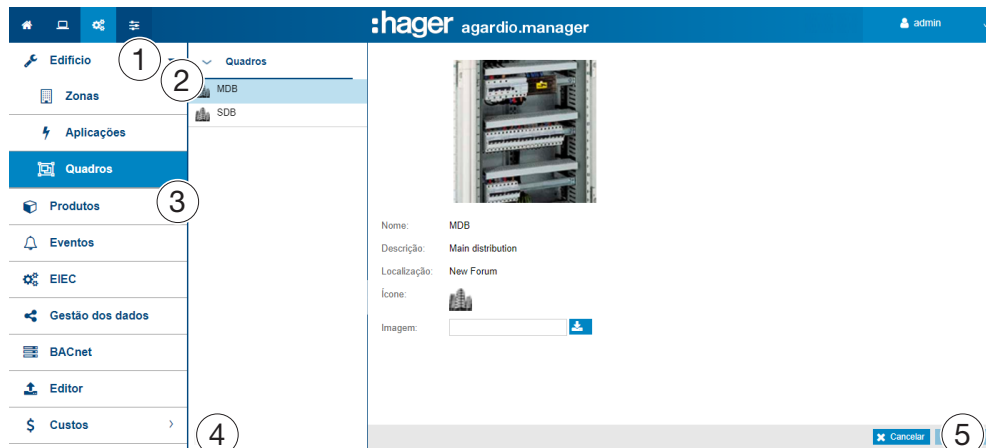 :hager agardio.manager
admin
Edifício
1
Zonas
Aplicações
Quadros
3
Produtos
Eventos
EIEC
Gestão dos dados
BACnet
Editor
Custos
4
2
Quadros
MDB
SDB
Nome: MDB
Descrição: Main distribution
Localização: New Forum
Ícone:
Imagem:
Cancelar
5